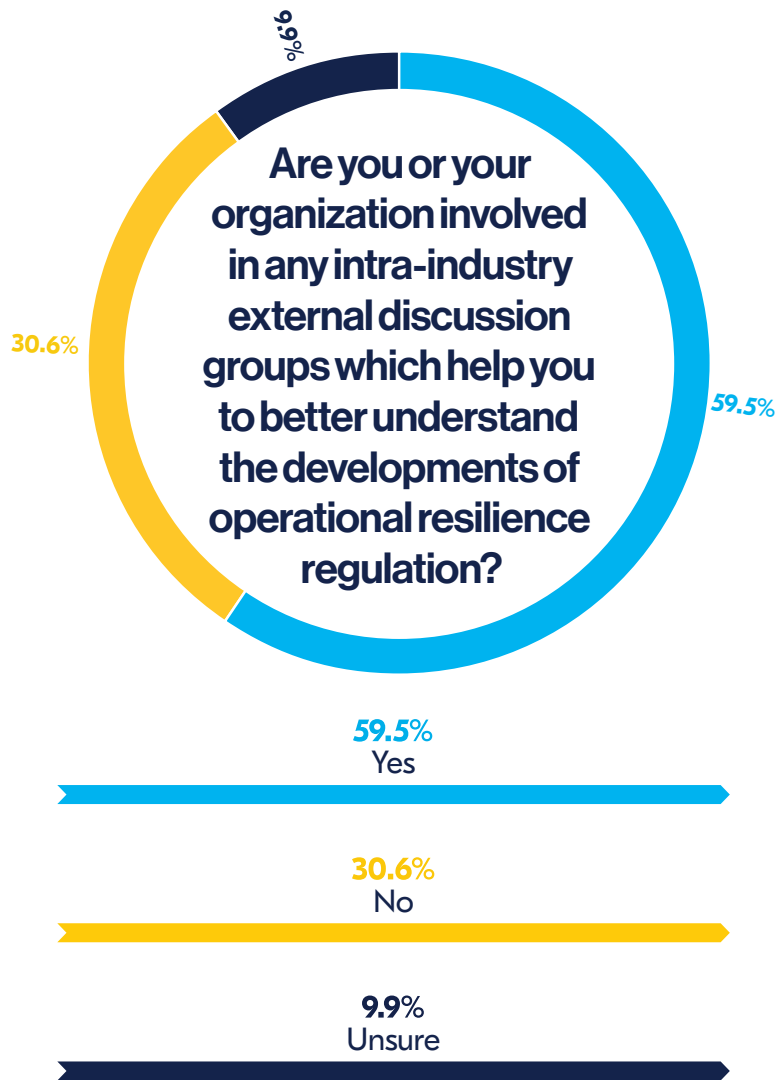 9.9%
Are you or your
organization involved
in any intra-industry
external discussion
groups which help you
to better understand
the developments of
operational resilience
regulation?
30.6%
59.5%
59.5%
Yes
30.6%
No
9.9%
Unsure